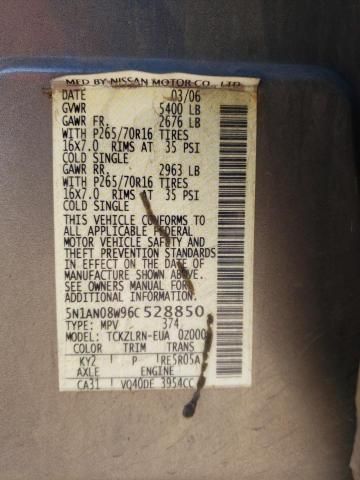 MFD BY NISSAN MOTOR CO., LTD.
DATE 03/06
GVWR 5400 LB
GAWR FR. 2676 LB
WITH P265/70R16 TIRES
16X7.0 RIMS AT 35 PSI
COLD SINGLE
GAWR RR. 2963 LB
WITH P265/70R16 TIRES
16X7.0 RIMS AT 35 PSI
COLD SINGLE
THIS VEHICLE CONFORMS TO
ALL APPLICABLE FEDERAL
MOTOR VEHICLE SAFETY AND
THEFT PREVENTION STANDARDS
IN EFFECT ON THE DATE OF
MANUFACTURE SHOWN ABOVE.
SEE OWNERS MANUAL FOR
ADDITIONAL INFORMATION.
5N1AN08W96C528850
TYPE: MPV 374
MODEL: TCKZLRN-EUA 0Z000
COLOR TRIM TRANS
KY2 P RE5R05A
AXLE ENGINE
CA31 VQ40DE 3954CC